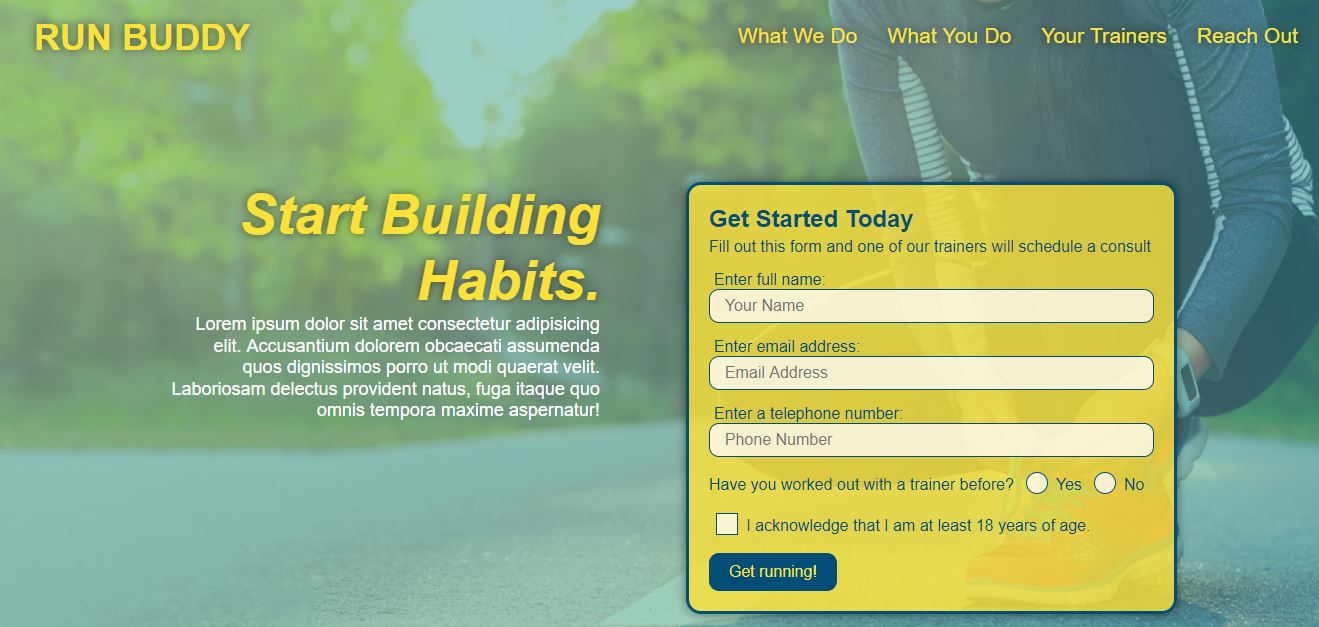 RUN BUDDY
What We Do What You Do Your Trainers Reach Out
Start Building
Habits.
Lorem ipsum dolor sit amet consectetur adipisicing
elit. Accusantium dolorem obcaecati assumenda
quos dignissimos porro ut modi quaerat velit.
Laboriosam delectus provident natus, fuga itaque quo
omnis tempora maxime aspernatur!
Get Started Today
Fill out this form and one of our trainers will schedule a consult
Enter full name:
Your Name
Enter email address:
Email Address
Enter a telephone number:
Phone Number
Have you worked out with a trainer before? Yes No
I acknowledge that I am at least 18 years of age.
Get running!